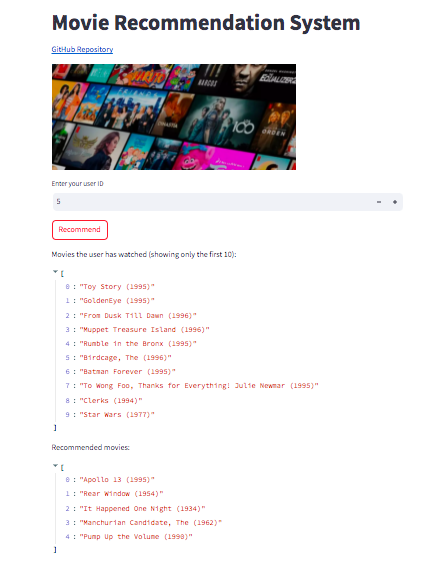 Movie Recommendation System
GitHub Repository
NARCOS
EQUALIZER
THE 100
ORDEN
Enter your user ID
5 − +
Recommend
Movies the user has watched (showing only the first 10):
[
0 : "Toy Story (1995)"
1 : "GoldenEye (1995)"
2 : "From Dusk Till Dawn (1996)"
3 : "Muppet Treasure Island (1996)"
4 : "Rumble in the Bronx (1995)"
5 : "Birdcage, The (1996)"
6 : "Batman Forever (1995)"
7 : "To Wong Foo, Thanks for Everything! Julie Newmar (1995)"
8 : "Clerks (1994)"
9 : "Star Wars (1977)"
]
Recommended movies:
[
0 : "Apollo 13 (1995)"
1 : "Rear Window (1954)"
2 : "It Happened One Night (1934)"
3 : "Manchurian Candidate, The (1962)"
4 : "Pump Up the Volume (1990)"
]